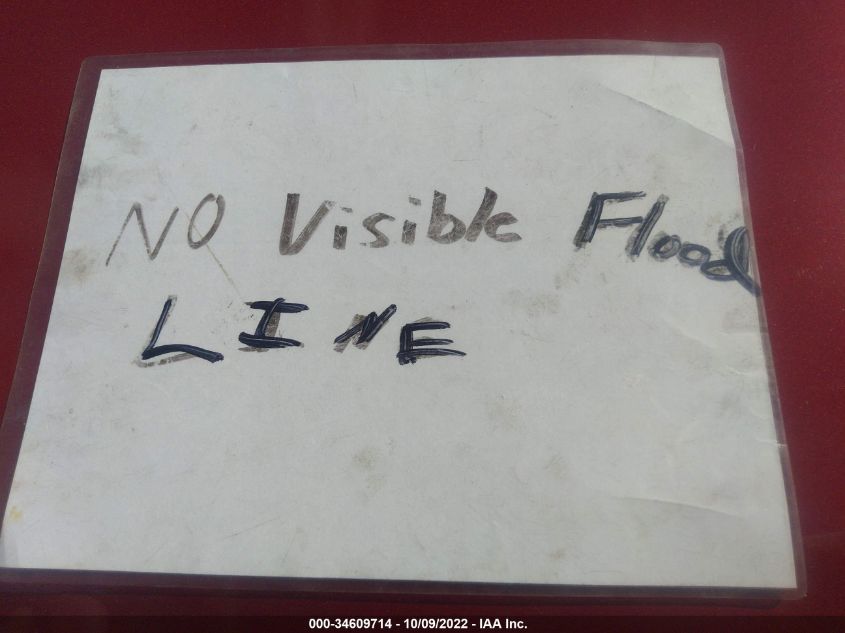 NO Visible Flood
LINE
000-34609714 - 10/09/2022 - IAA Inc.